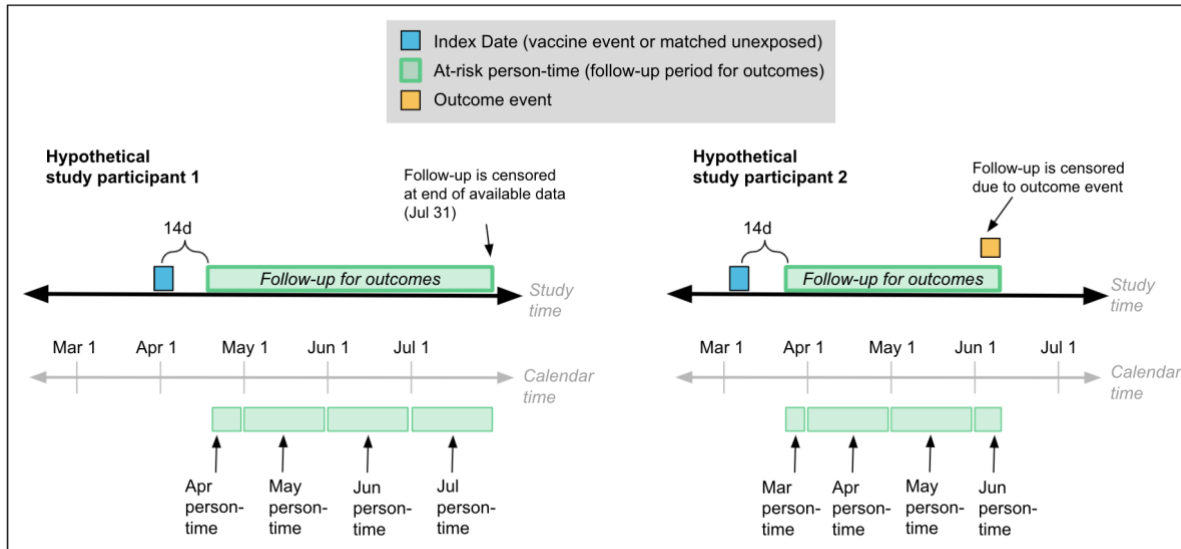 Index Date (vaccine event or matched unexposed)
At-risk person-time (follow-up period for outcomes)
Outcome event
Hypothetical
study participant 1
Follow-up is censored
at end of available data
(Jul 31)
14d
Follow-up for outcomes
Study
time
Mar 1 Apr 1 May 1 Jun 1 Jul 1
Calendar
time
Apr
person-
time
May
person-
time
Jun
person-
time
Jul
person-
time
Hypothetical
study participant 2
Follow-up is censored
due to outcome event
14d
Follow-up for outcomes
Study
time
Mar 1 Apr 1 May 1 Jun 1 Jul 1
Calendar
time
Mar
person-
time
Apr
person-
time
May
person-
time
Jun
person-
time